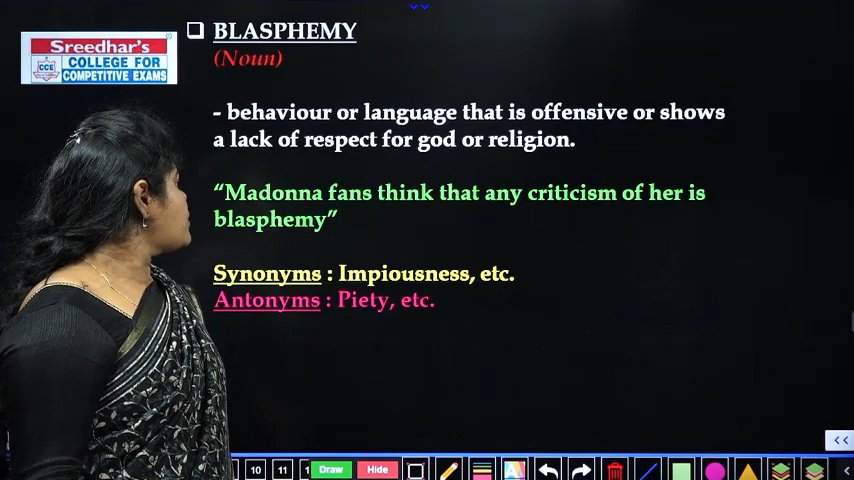 BLASPHEMY
(Noun)
Sreedhar's
CCE
COLLEGE FOR
COMPETITIVE EXAMS
- behaviour or language that is offensive or shows
a lack of respect for god or religion.
“Madonna fans think that any criticism of her is
blasphemy”
Synonyms : Impiousness, etc.
Antonyms : Piety, etc.
<<
10 11 1 Draw Hide A